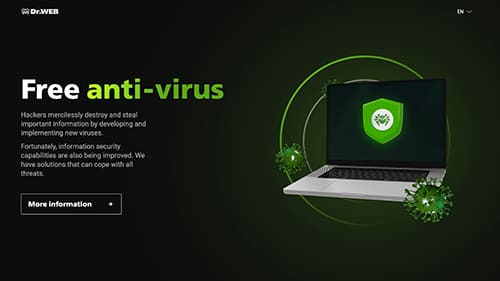 Dr.WEB
EN
Free anti-virus
Hackers mercilessly destroy and steal
important information by developing and
implementing new viruses.
Fortunately, information security
capabilities are also being improved. We
have solutions that can cope with all
threats.
More information